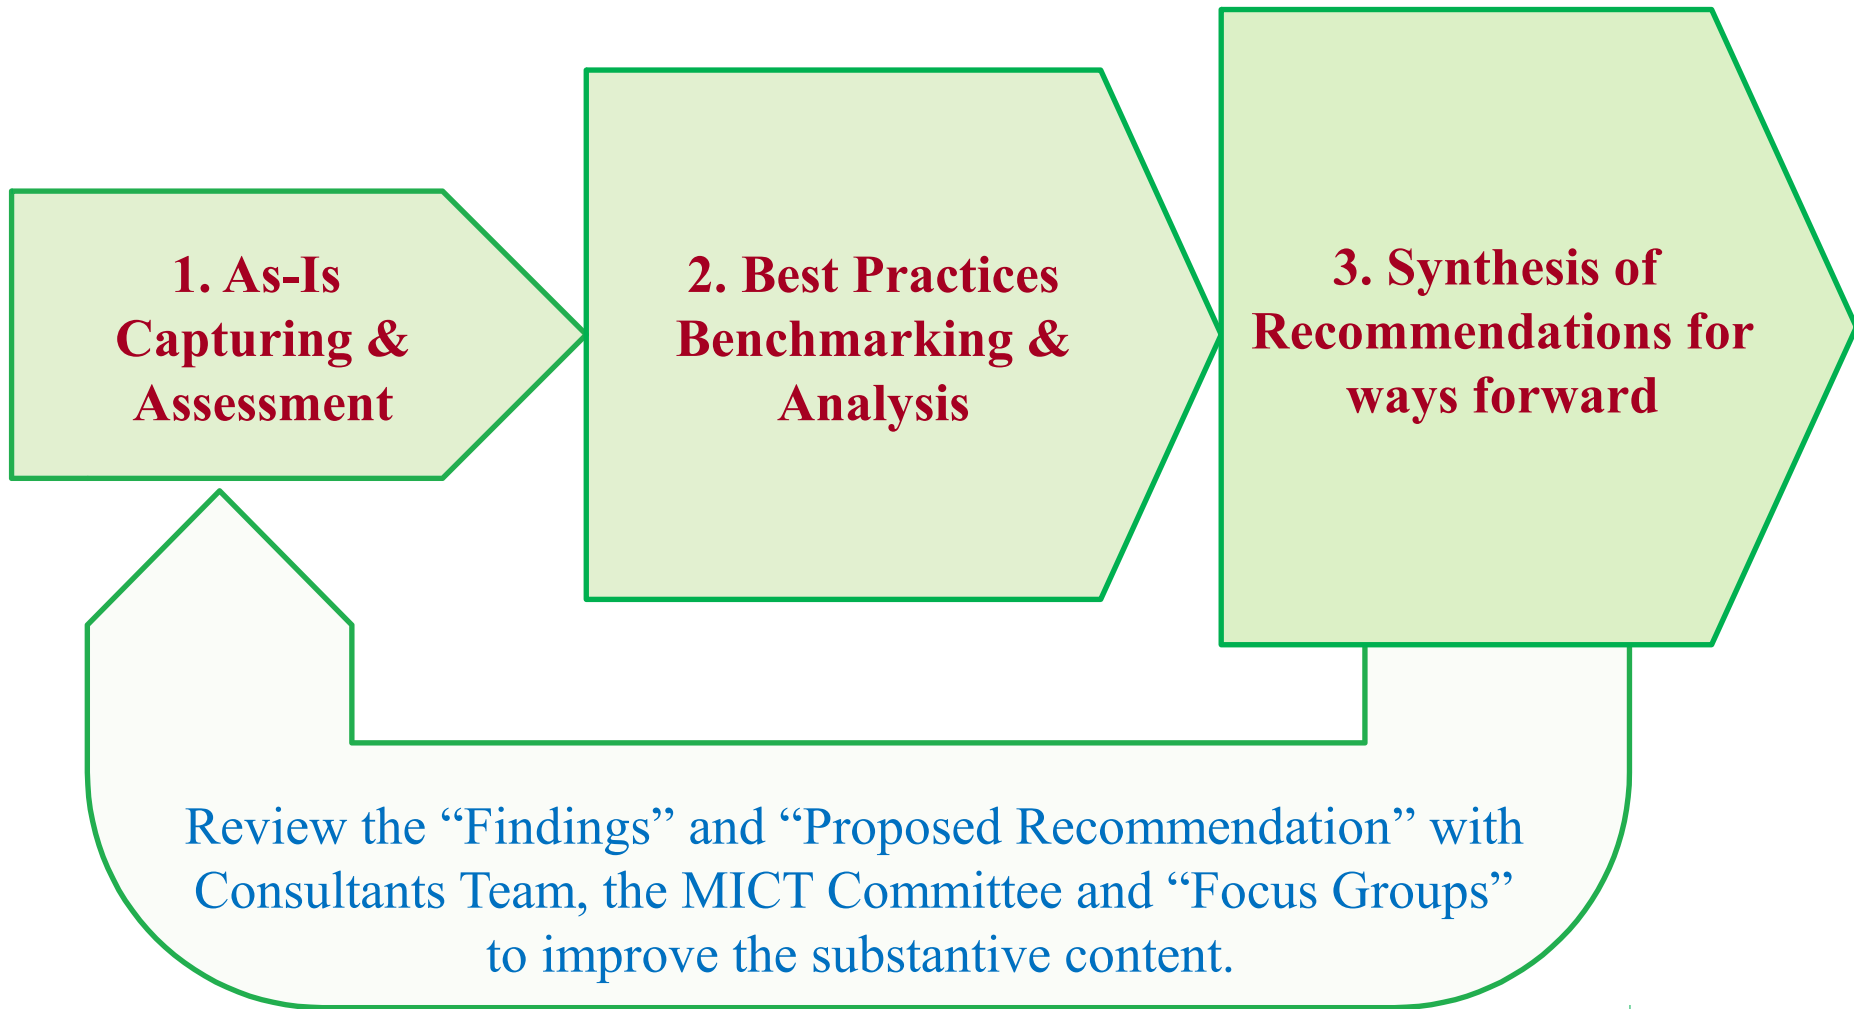 1. As-Is
Capturing &
Assessment
2. Best Practices
Benchmarking &
Analysis
3. Synthesis of
Recommendations for
ways forward
Review the “Findings” and “Proposed Recommendation” with
Consultants Team, the MICT Committee and “Focus Groups”
to improve the substantive content.